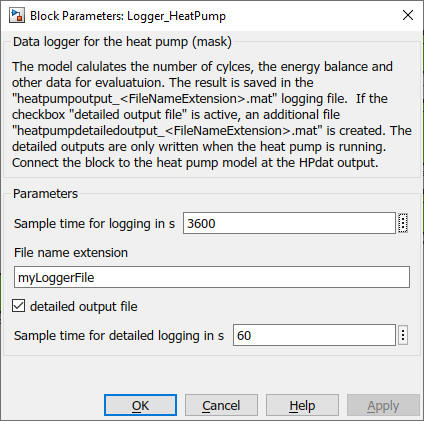 Block Parameters: Logger_HeatPump
Data logger for the heat pump (mask)
The model calulates the number of cylces, the energy balance and
other data for evaluatuion. The result is saved in the
"heatpumpoutput_<FileNameExtension>.mat" logging file.  If the
checkbox "detailed output file" is active, an additional file
"heatpumpdetailedoutput_<FileNameExtension>.mat" is created. The
detailed outputs are only written when the heat pump is running.
Connect the block to the heat pump model at the HPdat output.
Parameters
Sample time for logging in s 3600
File name extension
myLoggerFile
detailed output file
Sample time for detailed logging in s 60
OK Cancel Help Apply